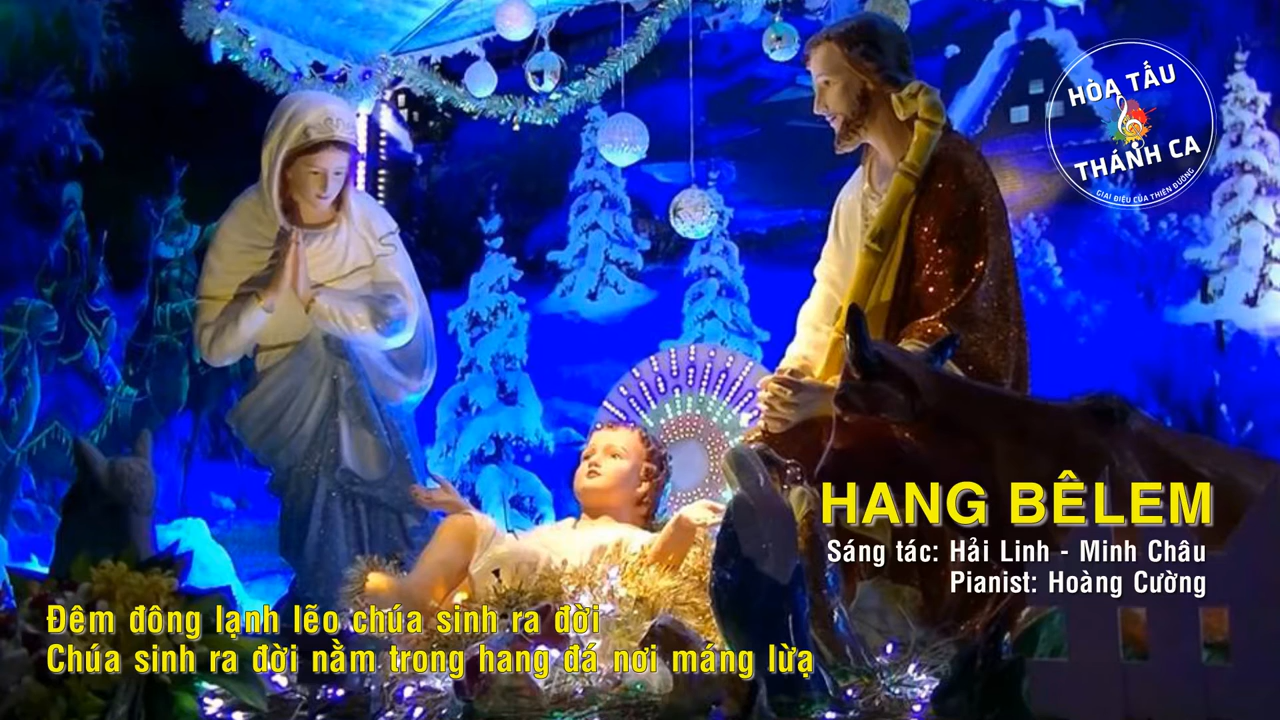 HÒA TẤU
THÁNH CA
GIAI ĐIỆU CỦA THIÊN ĐƯỜNG
HANG BÊLEM
Sáng tác: Hải Linh - Minh Châu
Pianist: Hoàng Cường
Đêm đông lạnh lẽo chúa sinh ra đời
Chúa sinh ra đời nằm trong hang đá nơi máng lừạ